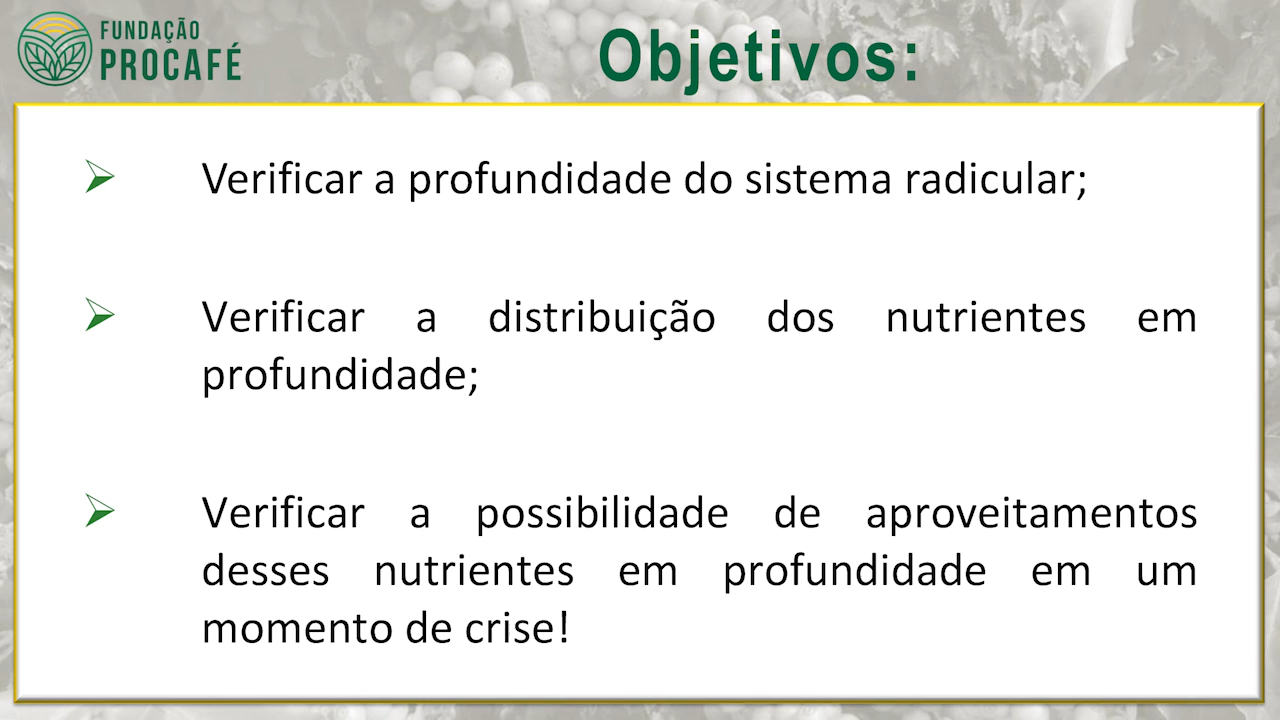 FUNDAÇÃO
PROCAFÉ
Objetivos:
Verificar a profundidade do sistema radicular;
Verificar a distribuição dos nutrientes em
profundidade;
Verificar a possibilidade de aproveitamentos
desses nutrientes em profundidade em um
momento de crise!